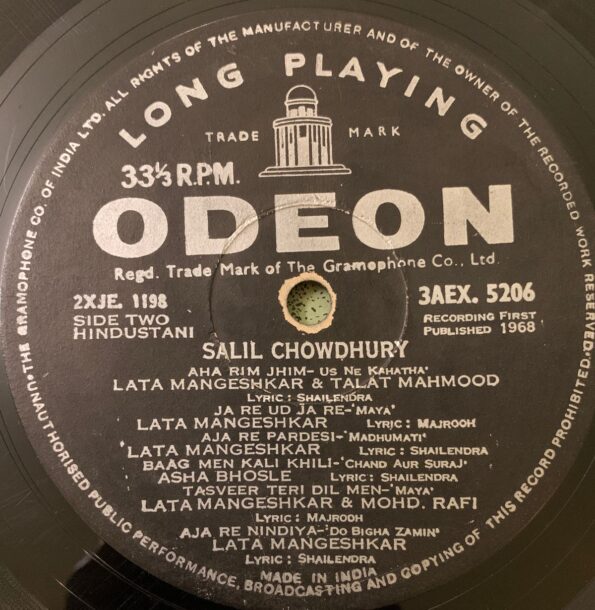 UNAUTHORISED PUBLIC PERFORMANCE, BROADCASTING AND COPYING OF THIS RECORD PROHIBITED.
THE GRAMOPHONE CO. OF INDIA LTD. ALL RIGHTS OF THE MANUFACTURER AND OF THE OWNER OF THE RECORDED WORK RESERVED.
LONG PLAYING
TRADE MARK
33⅓ R.P.M.
ODEON
Regd. Trade Mark of The Gramophone Co., Ltd.
2XJE. 1198 3AEX. 5206
SIDE TWO RECORDING FIRST
HINDUSTANI PUBLISHED 1968
SALIL CHOWDHURY
AHA RIM JHIM- US NE KAHATHA'
LATA MANGESHKAR & TALAT MAHMOOD
LYRIC : SHAILENDRA
JA RE UD JA RE-'MAYA'
LATA MANGESHKAR LYRIC : MAJROOH
AJA RE PARDESI-'MADHUMATI'
'LATA MANGESHKAR LYRIC : SHAILENDRA
BAAG MEN KALI KHILI-'CHAND AUR SURAJ'
ASHA BHOSLE LYRIC : SHAILENDRA
TASVEER TERI DIL MEN-'MAYA'
LATA MANGESHKAR & MOHD. RAFI
LYRIC : MAJROOH
AJA RE NINDIYA-'DO BIGHA ZAMIN'
LATA MANGESHKAR
LYRIC : SHAILENDRA
MADE IN INDIA